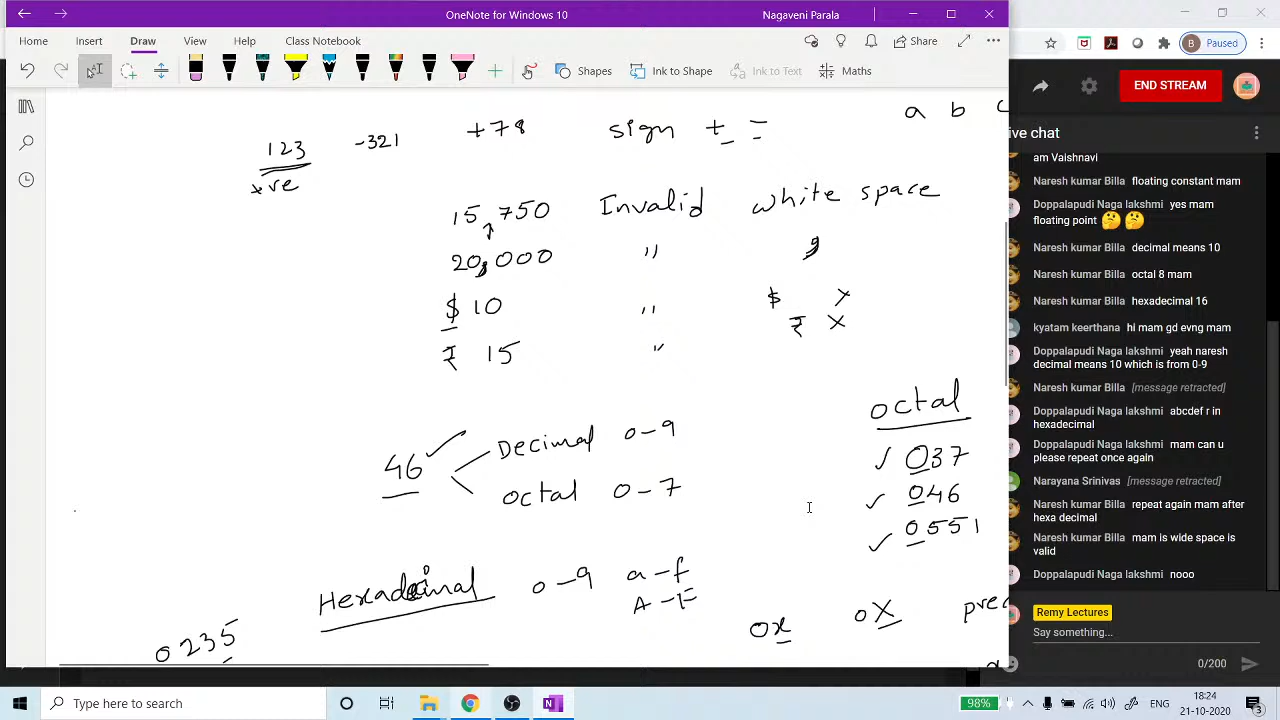 OneNote for Windows 10
Nagaveni Parala
Home Insert Draw View Help Class Notebook
Share
Shapes Ink to Shape Ink to Text Maths
Paused
END STREAM
ive chat
123 -321 +78 sign + - a b c
+ve
15,750 Invalid white space
20,000 " ,
$ 10 " $ X
₹ 15 " ₹ X
46 Decimal 0-9
Octal 0-7
octal
037
046
0551
Hexadecimal 0-9 a-f
A-F
0x 0X prec
0235
am Vaishnavi
Naresh kumar Billa floating constant mam
Doppalapudi Naga lakshmi yes mam
floating point 🤔 🤔
Naresh kumar Billa decimal means 10
Naresh kumar Billa octal 8 mam
Naresh kumar Billa hexadecimal 16
kyatam keerthana hi mam gd evng mam
Doppalapudi Naga lakshmi yeah naresh
decimal means 10 which is from 0-9
Naresh kumar Billa [message retracted]
Doppalapudi Naga lakshmi abcdef r in
hexadecimal
Doppalapudi Naga lakshmi mam can u
please repeat once again
Narayana Srinivas [message retracted]
Naresh kumar Billa repeat again mam after
hexa decimal
Naresh kumar Billa mam is wide space is
valid
Doppalapudi Naga lakshmi nooo
Remy Lectures
Say something...
0/200
Type here to search
98%
ENG
18:24
21-10-2020
3